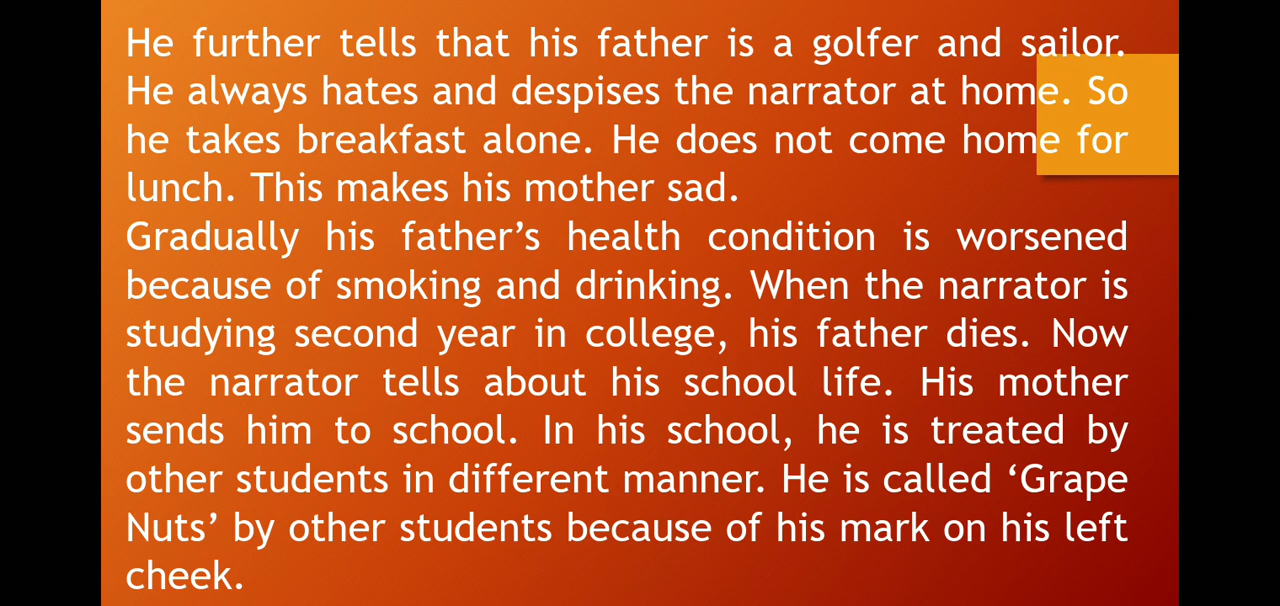 He further tells that his father is a golfer and sailor.
He always hates and despises the narrator at home. So
he takes breakfast alone. He does not come home for
lunch. This makes his mother sad.
Gradually his father’s health condition is worsened
because of smoking and drinking. When the narrator is
studying second year in college, his father dies. Now
the narrator tells about his school life. His mother
sends him to school. In his school, he is treated by
other students in different manner. He is called ‘Grape
Nuts’ by other students because of his mark on his left
cheek.